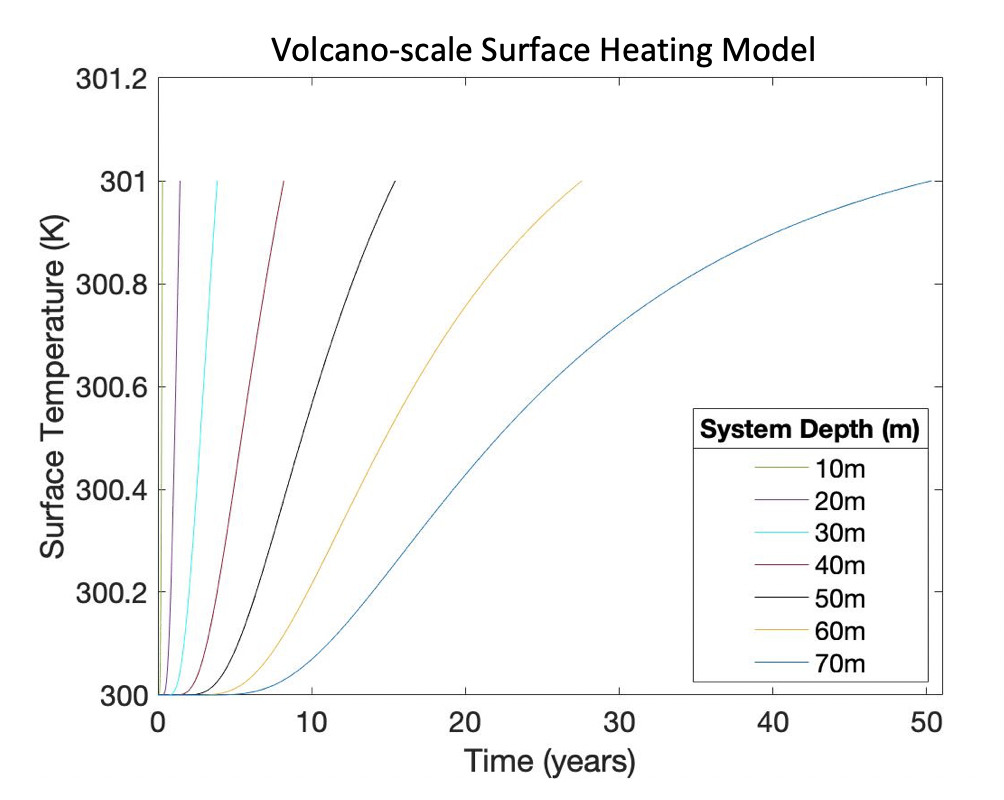 Volcano-scale Surface Heating Model
301.2
301
300.8
300.6
300.4
300.2
300
Surface Temperature (K)
0 10 20 30 40 50
Time (years)
System Depth (m)
10m
20m
30m
40m
50m
60m
70m